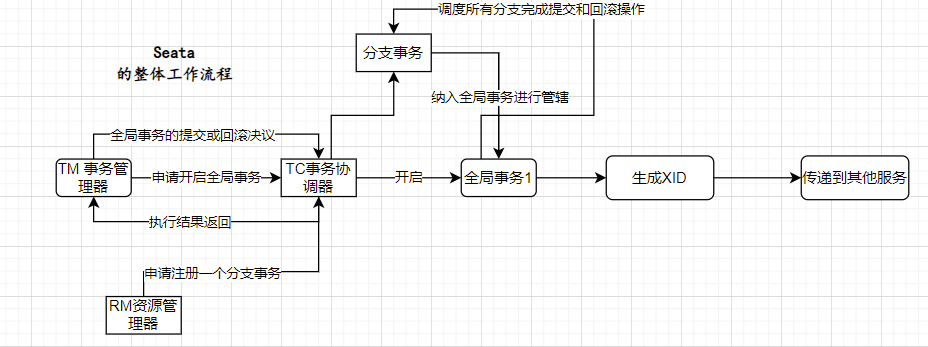 调度所有分支完成提交和回滚操作
Seata
的整体工作流程
分支事务
纳入全局事务进行管辖
全局事务的提交或回滚决议
TM 事务管
理器
申请开启全局事务
TC事务协
调器
开启
全局事务1
生成XID
传递到其他服务
执行结果返回
申请注册一个分支事务
RM资源管
理器